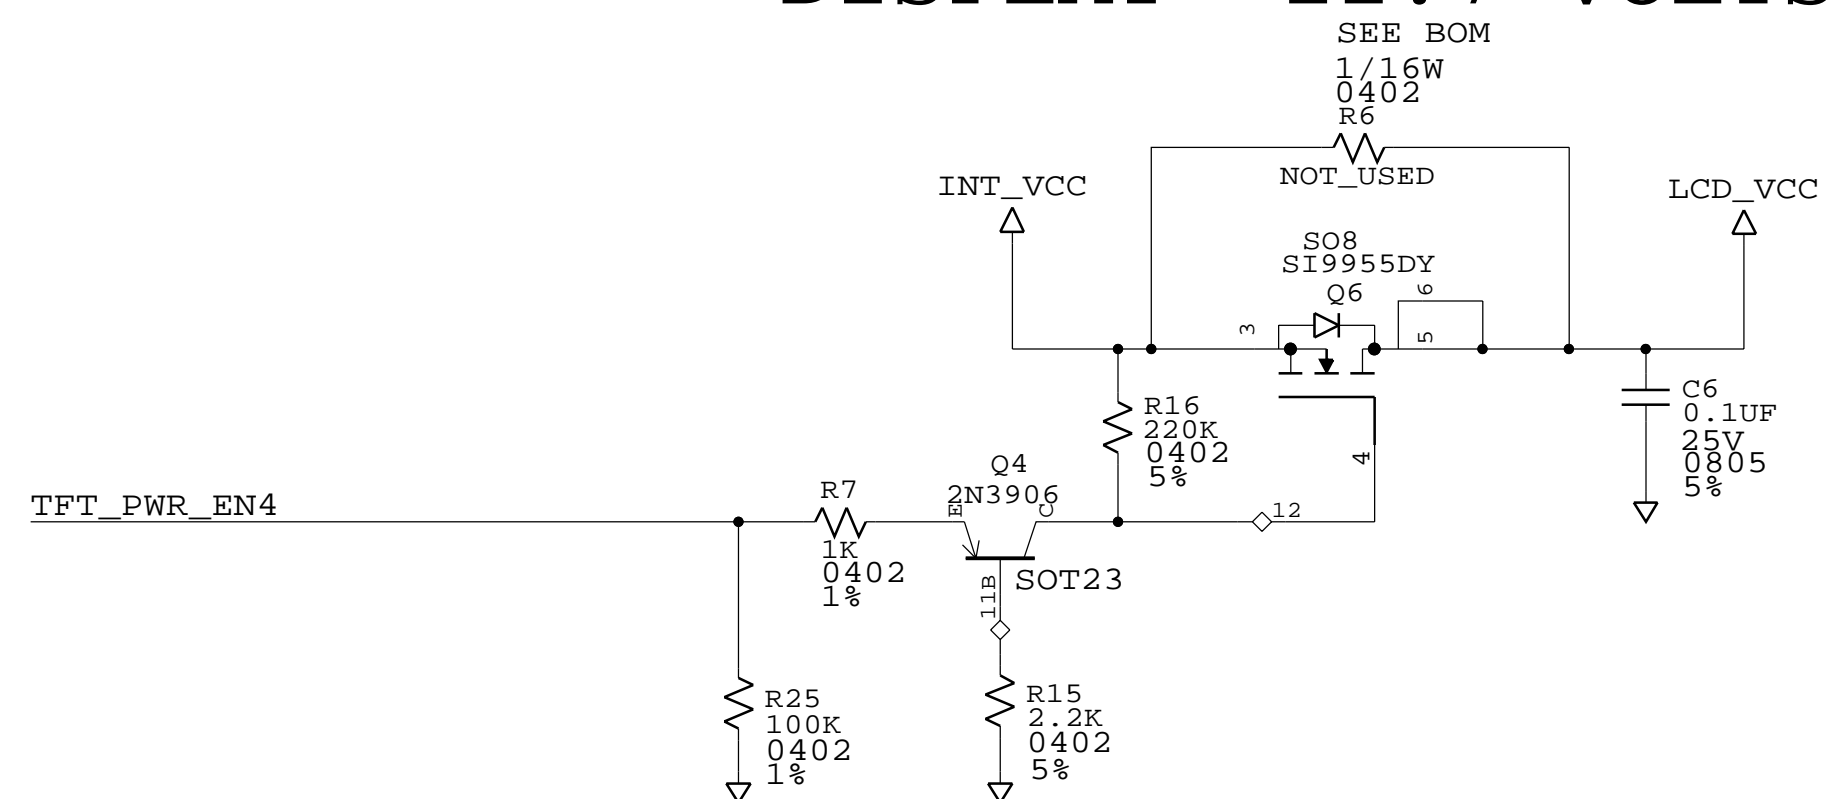 SEE BOM
1/16W
0402
R6
NOT_USED
INT_VCC
LCD_VCC
SO8
SI9955DY
Q6
6
3
5
R16
220K
0402
5%
C6
0.1UF
25V
0805
5%
4
Q4
2N3906
E
C
12
TFT_PWR_EN4
R7
1K
0402
1%
SOT23
11B
R25
100K
0402
1%
R15
2.2K
0402
5%